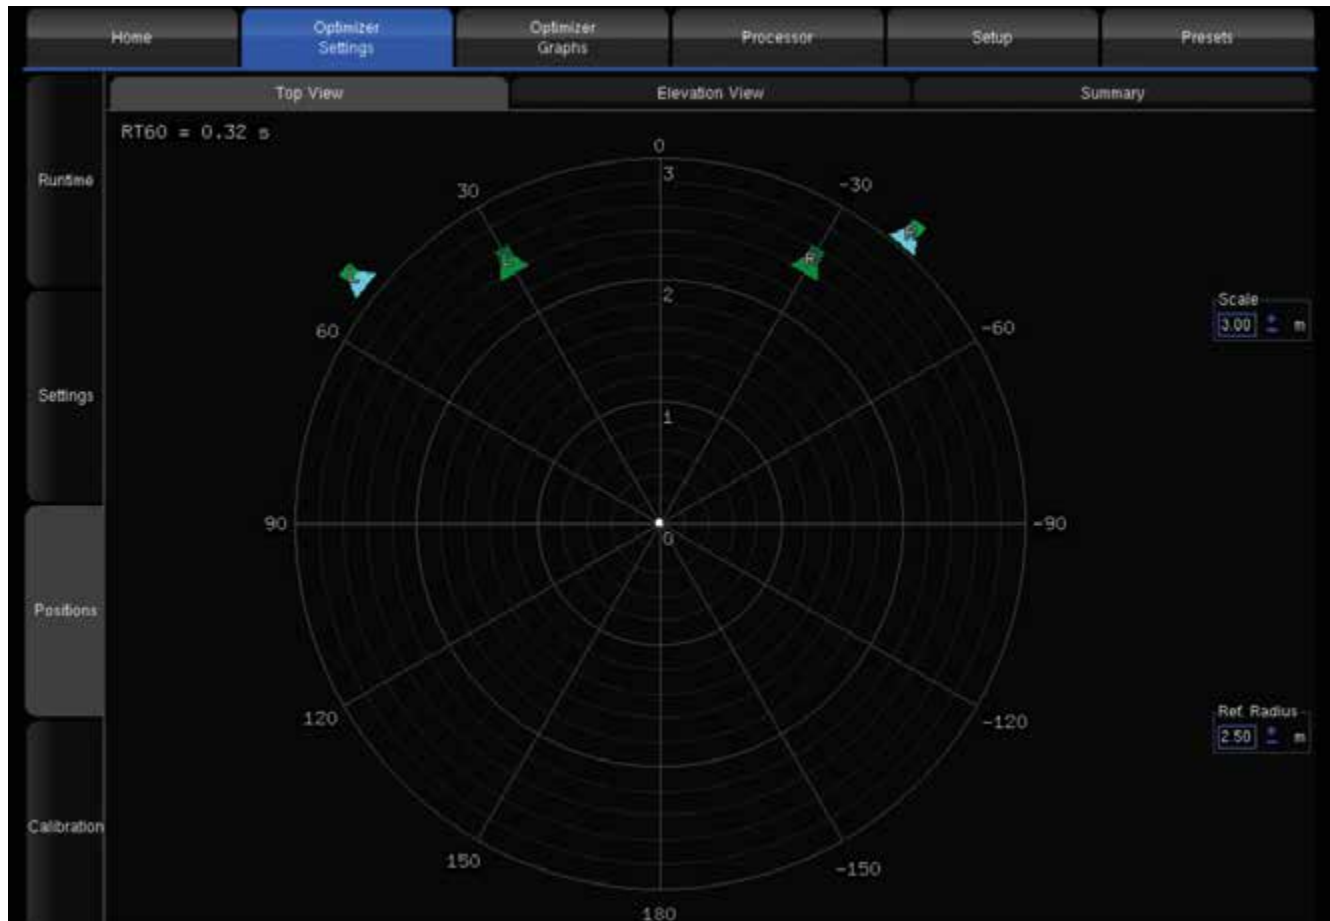 Home
Optimizer
Settings
Optimizer
Graphs
Processor
Setup
Presets
Top View
Elevation View
Summary
RT60 = 0.32 s
Runtime
Settings
Positions
Calibration
0
3
30
-30
L
R
L
R
2
60
-60
1
90
0
-90
120
-120
150
-150
180
Scale
3.00
m
Ref. Radius
2.50
m